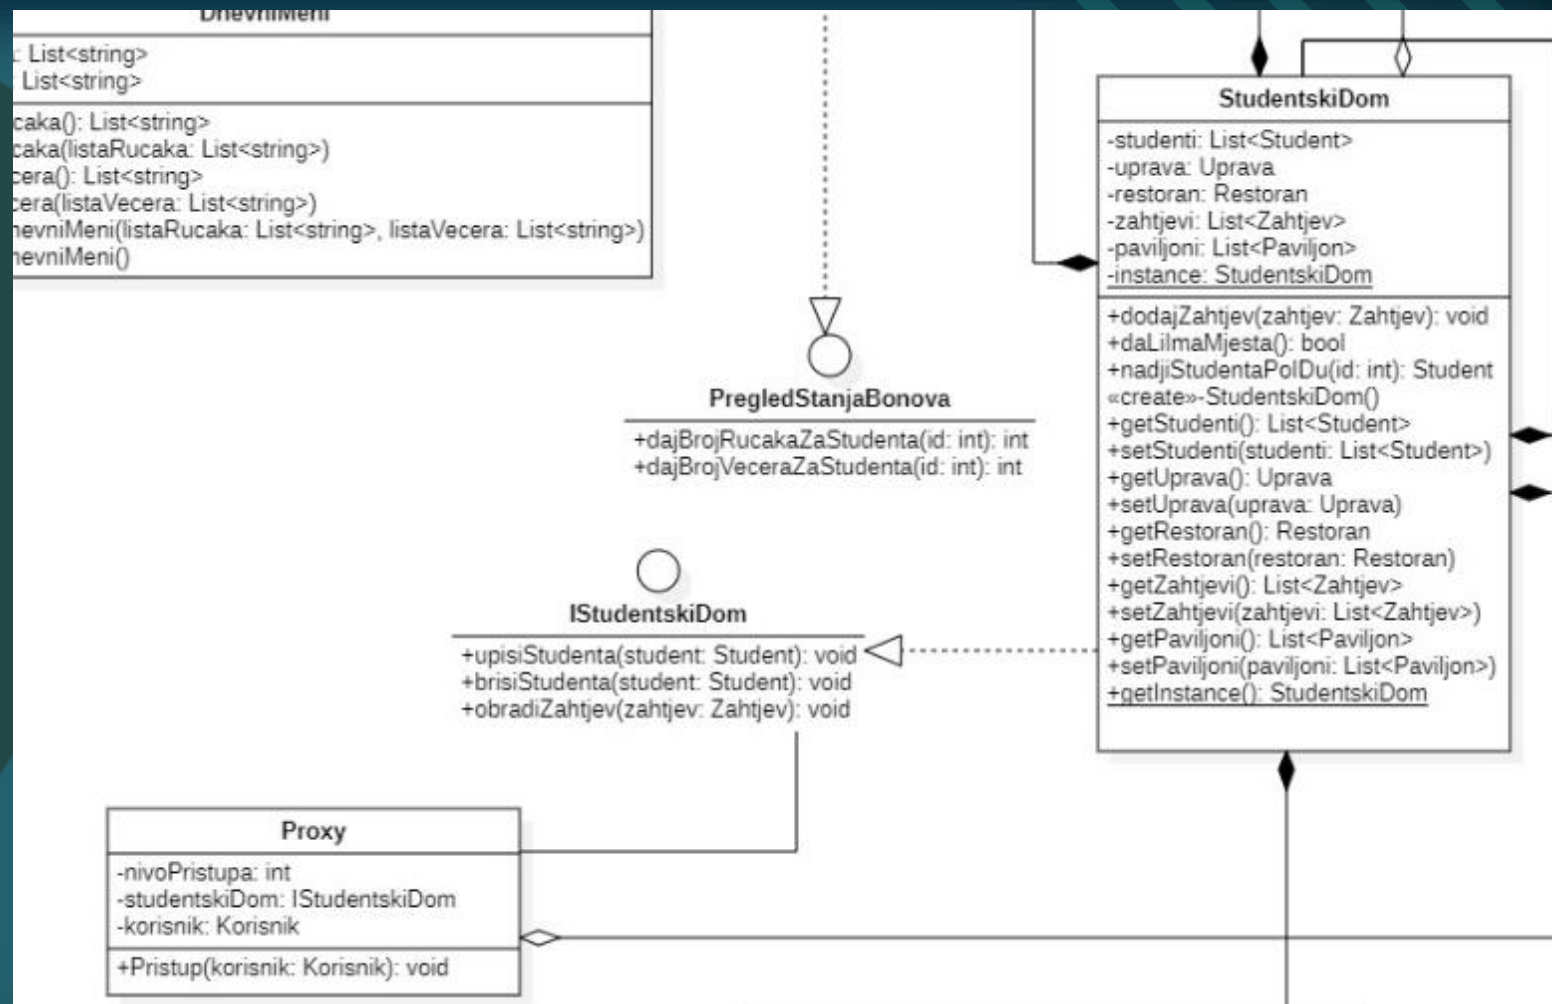 DnevniMeni
: List<string>
: List<string>
caka(): List<string>
caka(listaRucaka: List<string>)
cera(): List<string>
cera(listaVecera: List<string>)
nevniMeni(listaRucaka: List<string>, listaVecera: List<string>)
nevniMeni()
PregledStanjaBonova
+dajBrojRucakaZaStudenta(id: int): int
+dajBrojVeceraZaStudenta(id: int): int
IStudentskiDom
+upisiStudenta(student: Student): void
+brisiStudenta(student: Student): void
+obradiZahtjev(zahtjev: Zahtjev): void
Proxy
-nivoPristupa: int
-studentskiDom: IStudentskiDom
-korisnik: Korisnik
+Pristup(korisnik: Korisnik): void
StudentskiDom
-studenti: List<Student>
-uprava: Uprava
-restoran: Restoran
-zahtjevi: List<Zahtjev>
-paviljoni: List<Paviljon>
-instance: StudentskiDom
+dodajZahtjev(zahtjev: Zahtjev): void
+daLiImaMjesta(): bool
+nadjiStudentaPoIDu(id: int): Student
«create»-StudentskiDom()
+getStudenti(): List<Student>
+setStudenti(studenti: List<Student>)
+getUprava(): Uprava
+setUprava(uprava: Uprava)
+getRestoran(): Restoran
+setRestoran(restoran: Restoran)
+getZahtjevi(): List<Zahtjev>
+setZahtjevi(zahtjevi: List<Zahtjev>)
+getPaviljoni(): List<Paviljon>
+setPaviljoni(paviljoni: List<Paviljon>)
+getInstance(): StudentskiDom